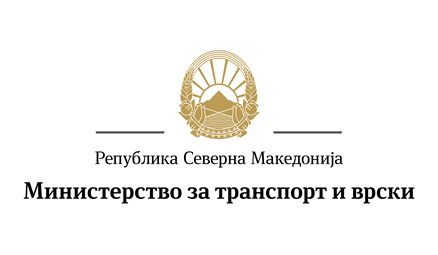 Република Северна Македонија
Министерство за транспорт и врски